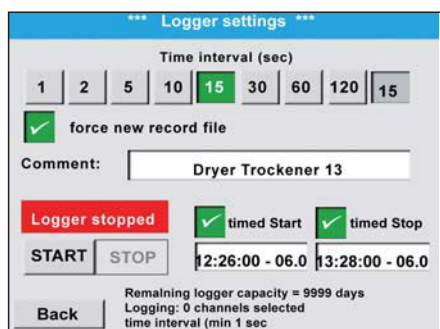 *** Logger settings ***
Time interval (sec)
1 2 5 10 15 30 60 120 15
force new record file
Comment: Dryer Trockener 13
Logger stopped timed Start timed Stop
START STOP 12:26:00 - 06.0 13:28:00 - 06.0
Remaining logger capacity = 9999 days
Logging: 0 channels selected
Back time interval (min 1 sec